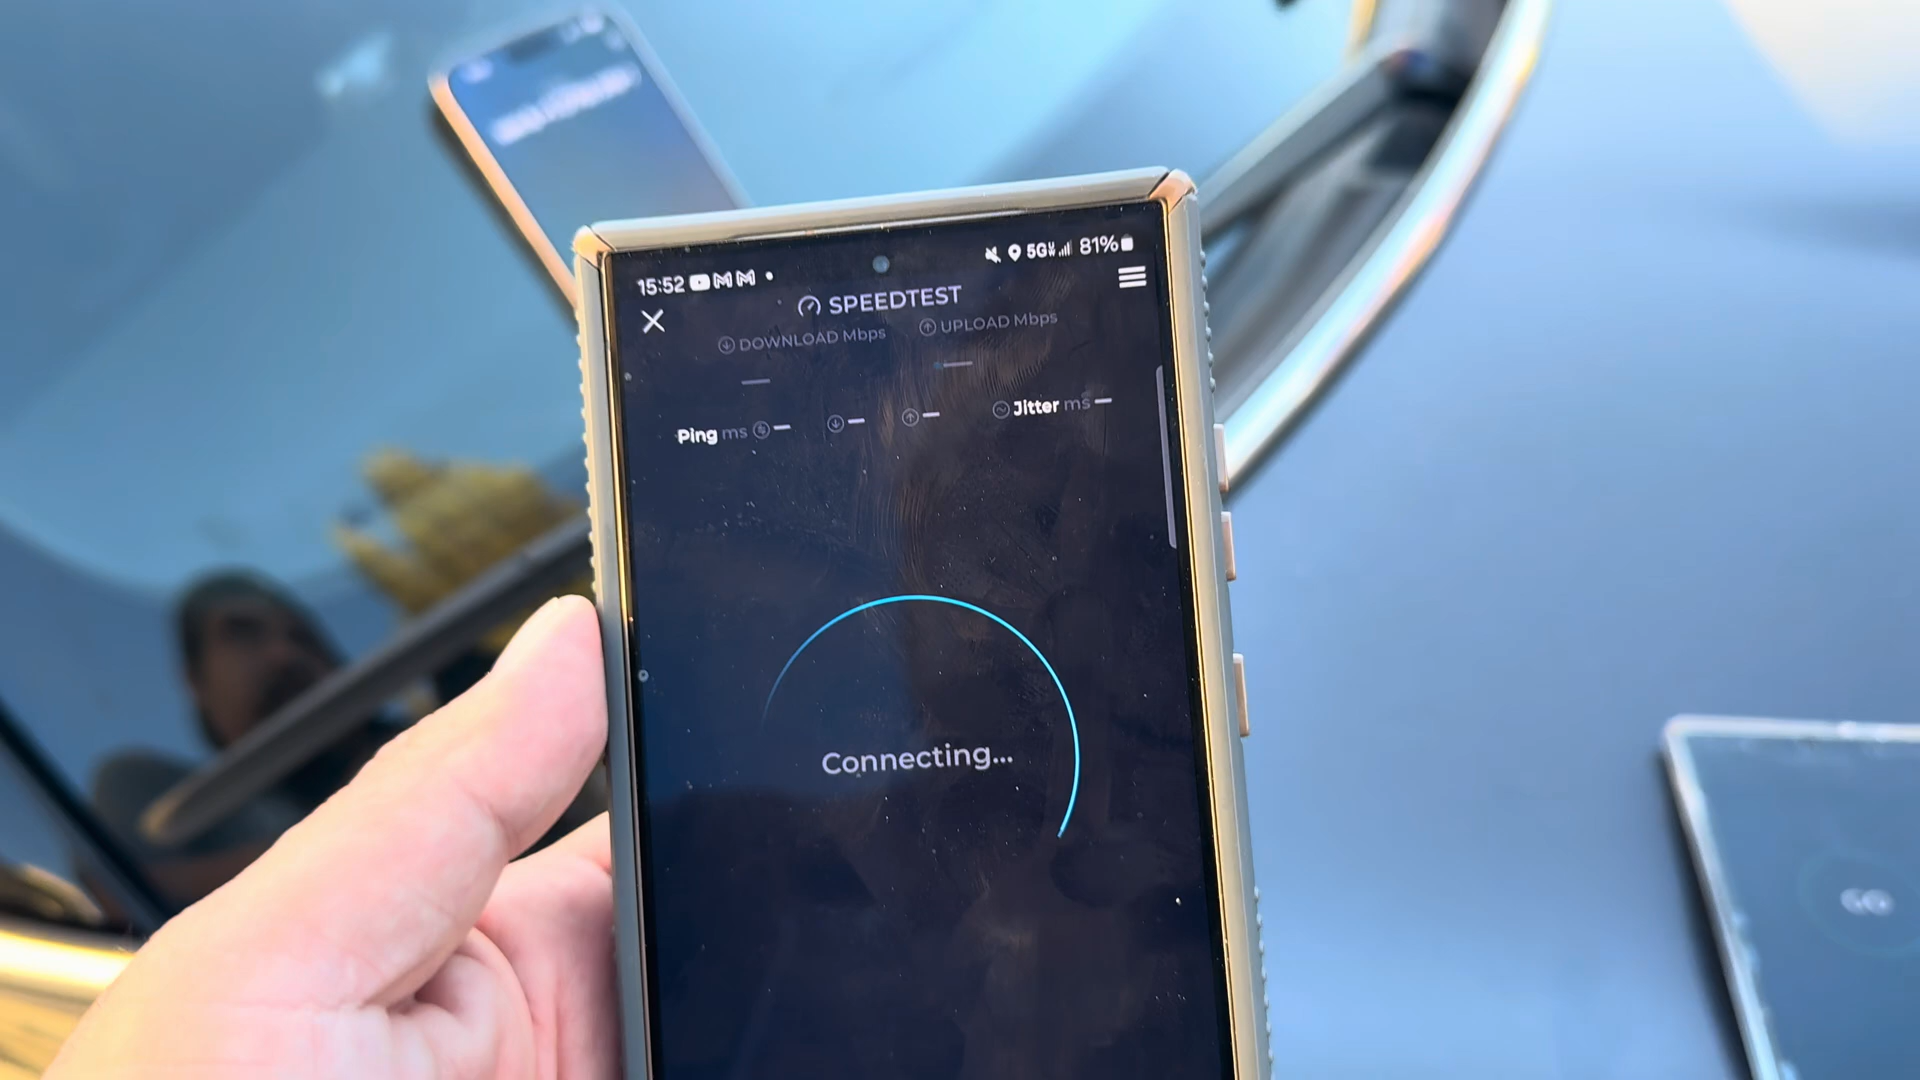 15:52 5G 81%
SPEEDTEST
DOWNLOAD Mbps UPLOAD Mbps
— —
Ping ms — — — Jitter ms —
Connecting...
GO